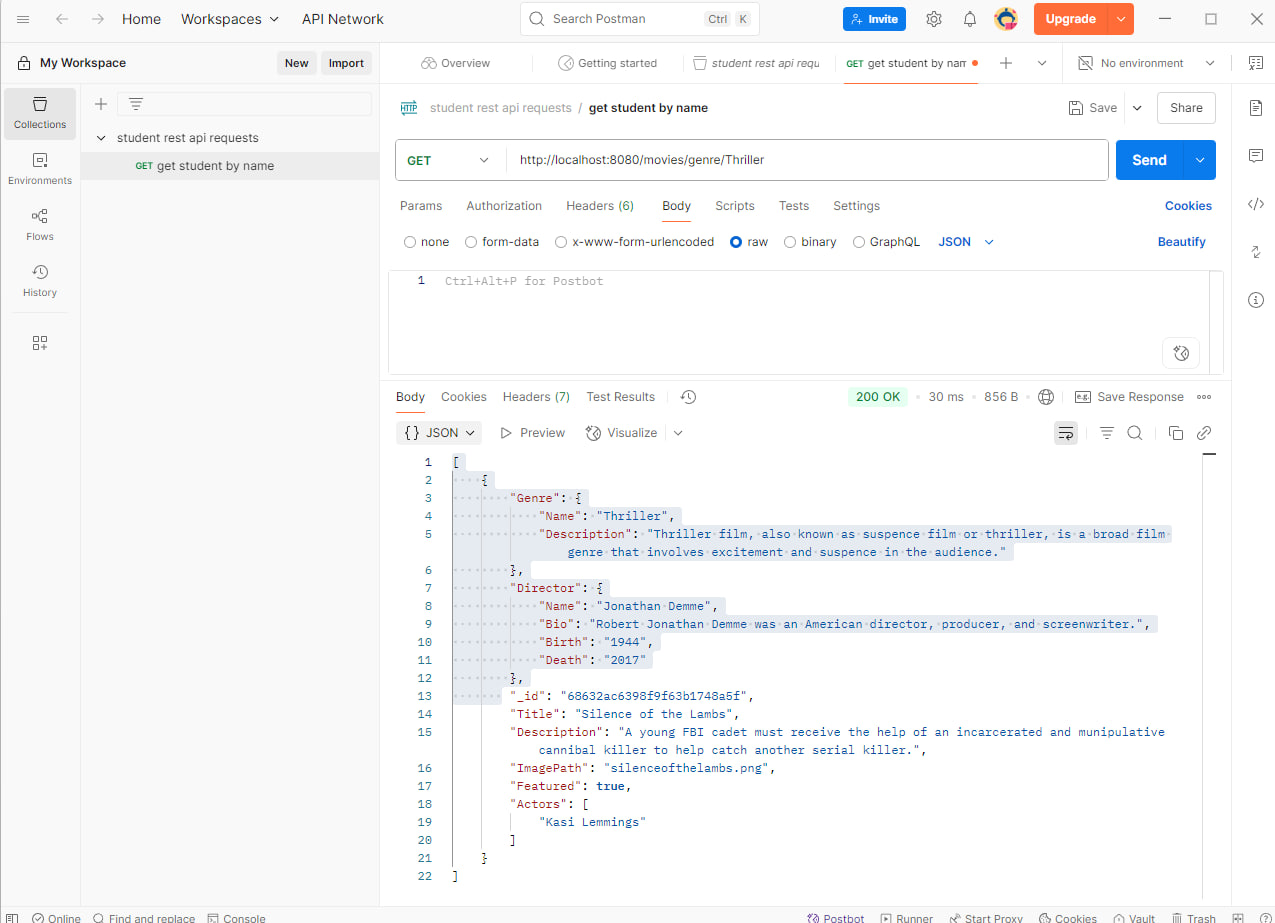 Home Workspaces API Network Search Postman Ctrl K Invite Upgrade
My Workspace New Import Overview Getting started student rest api requ GET get student by nam No environment
Collections
Environments
Flows
History
student rest api requests
GET get student by name
HTTP student rest api requests / get student by name Save Share
GET http://localhost:8080/movies/genre/Thriller Send
Params Authorization Headers (6) Body Scripts Tests Settings Cookies
none form-data x-www-form-urlencoded raw binary GraphQL JSON Beautify
1 Ctrl+Alt+P for Postbot
Body Cookies Headers (7) Test Results 200 OK 30 ms 856 B e.g. Save Response
{} JSON Preview Visualize
1 [
2 {
3 "Genre": {
4 "Name": "Thriller",
5 "Description": "Thriller film, also known as suspence film or thriller, is a broad film
genre that involves excitement and suspence in the audience."
6 },
7 "Director": {
8 "Name": "Jonathan Demme",
9 "Bio": "Robert Jonathan Demme was an American director, producer, and screenwriter.",
10 "Birth": "1944",
11 "Death": "2017"
12 },
13 "_id": "68632ac6398f9f63b1748a5f",
14 "Title": "Silence of the Lambs",
15 "Description": "A young FBI cadet must receive the help of an incarcerated and munipulative
cannibal killer to help catch another serial killer.",
16 "ImagePath": "silenceofthelambs.png",
17 "Featured": true,
18 "Actors": [
19 "Kasi Lemmings"
20 ]
21 }
22 ]
Online Find and replace Console Postbot Runner Start Proxy Cookies Vault Trash